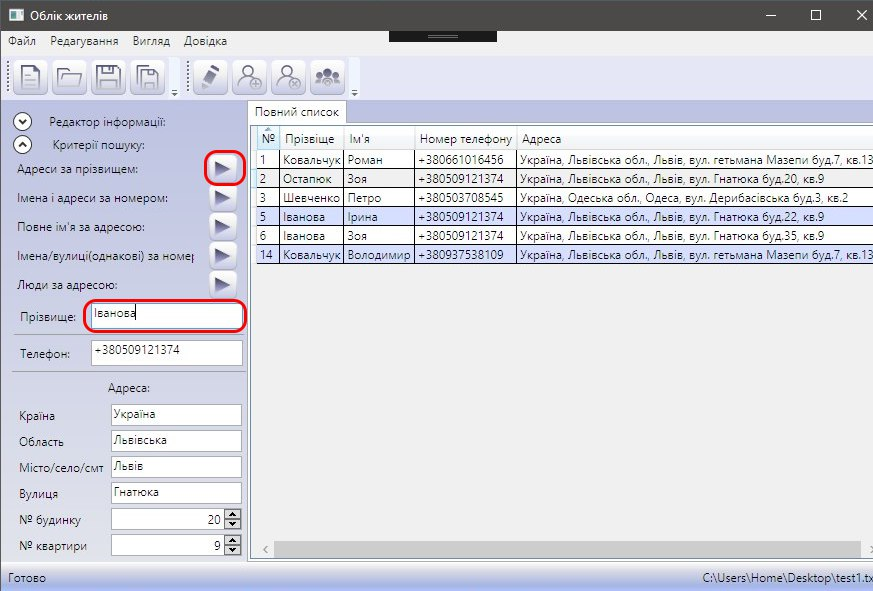 Облік жителів
Файл Редагування Вигляд Довідка
Редактор інформації:
Критерії пошуку:
Адреси за прізвищем:
Імена і адреси за номером:
Повне ім'я за адресою:
Імена/вулиці(однакові) за номер
Люди за адресою:
Прізвище: Іванова
Телефон: +380509121374
Адреса:
Країна Україна
Область Львівська
Місто/село/смт Львів
Вулиця Гнатюка
№ будинку 20
№ квартири 9
Повний список
№ Прізвіще Ім'я Номер телефону Адреса
1 Ковальчук Роман +380661016456 Україна, Львівська обл., Львів, вул. гетьмана Мазепи буд.7, кв.13
2 Остапюк Зоя +380509121374 Україна, Львівська обл., Львів, вул. Гнатюка буд.20, кв.9
3 Шевченко Петро +380503708545 Україна, Одеська обл., Одеса, вул. Дерибасівська буд.3, кв.2
5 Іванова Ірина +380509121374 Україна, Львівська обл., Львів, вул. Гнатюка буд.22, кв.9
6 Іванова Зоя +380509121374 Україна, Львівська обл., Львів, вул. Гнатюка буд.35, кв.9
14 Ковальчук Володимир +380937538109 Україна, Львівська обл., Львів, вул. гетьмана Мазепи буд.7, кв.13
Готово C:\Users\Home\Desktop\test1.tx